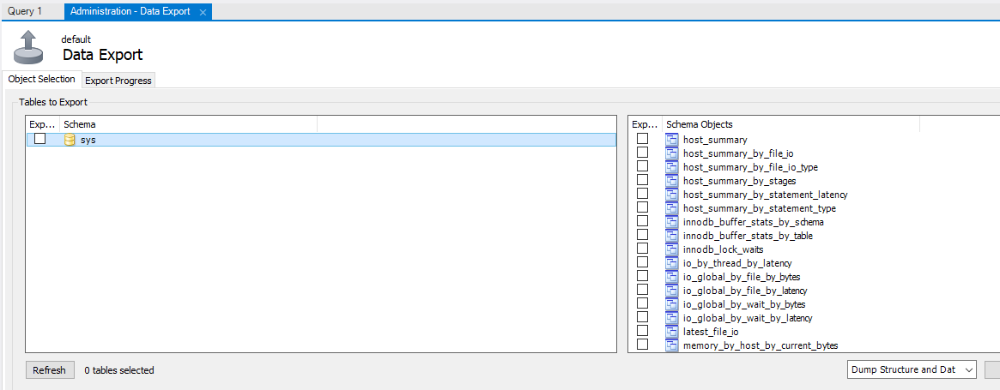 Query 1
Administration - Data Export
default
Data Export
Object Selection
Export Progress
Tables to Export
Exp... Schema
sys
Exp... Schema Objects
host_summary
host_summary_by_file_io
host_summary_by_file_io_type
host_summary_by_stages
host_summary_by_statement_latency
host_summary_by_statement_type
innodb_buffer_stats_by_schema
innodb_buffer_stats_by_table
innodb_lock_waits
io_by_thread_by_latency
io_global_by_file_by_bytes
io_global_by_file_by_latency
io_global_by_wait_by_bytes
io_global_by_wait_by_latency
latest_file_io
memory_by_host_by_current_bytes
Refresh
0 tables selected
Dump Structure and Dat